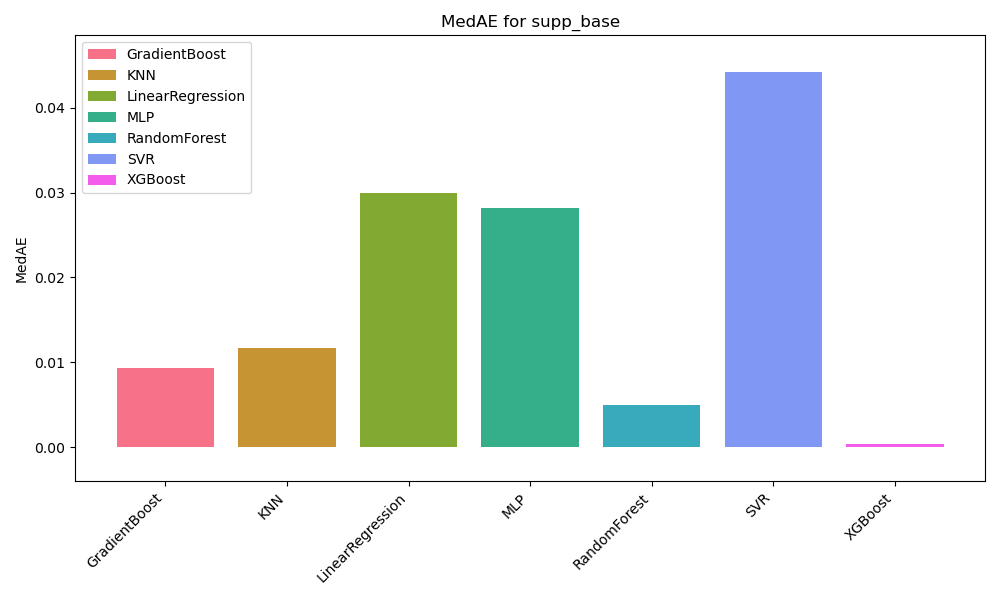 MedAE for supp_base
GradientBoost
KNN
LinearRegression
MLP
RandomForest
SVR
XGBoost
MedAE
0.04
0.03
0.02
0.01
0.00
GradientBoost
KNN
LinearRegression
MLP
RandomForest
SVR
XGBoost